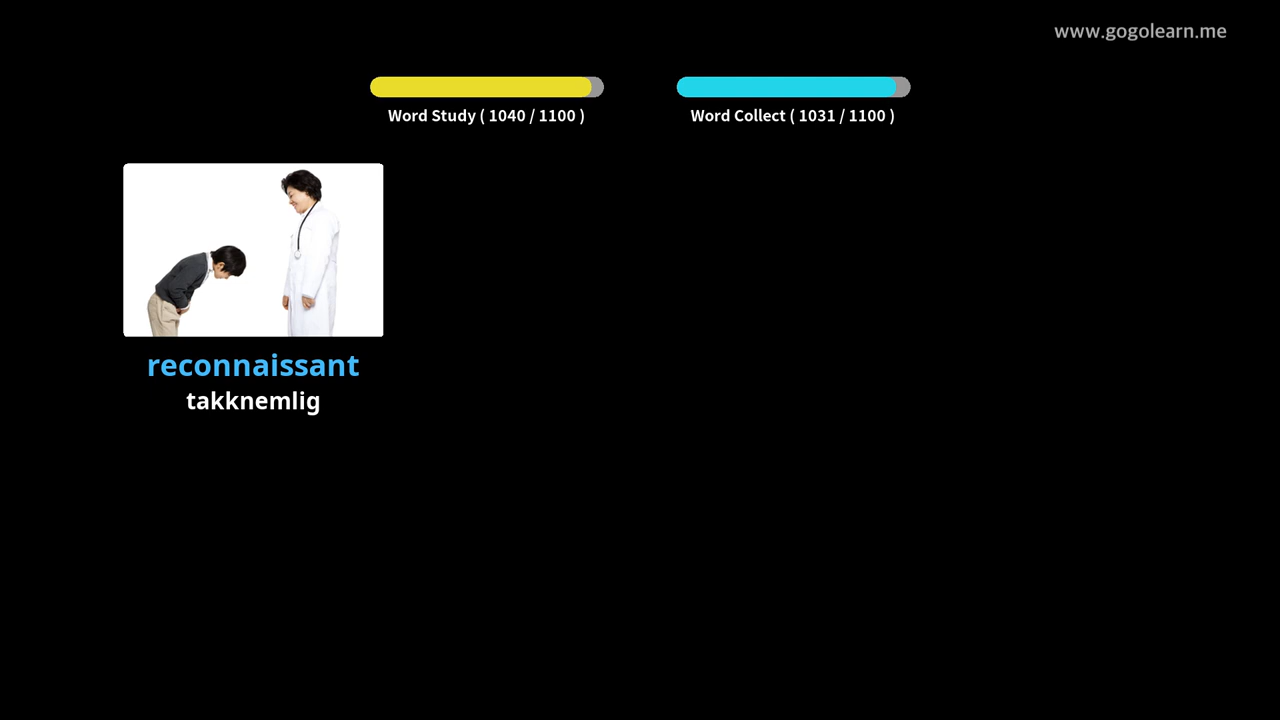 www.gogolearn.me
Word Study ( 1040 / 1100 )
Word Collect ( 1031 / 1100 )
reconnaissant
takknemlig